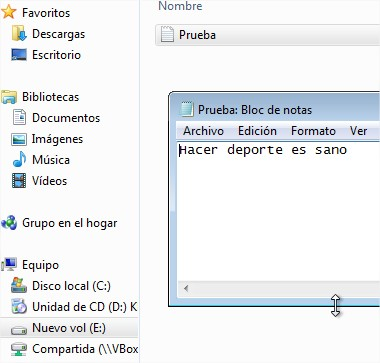 Favoritos
Descargas
Escritorio
Bibliotecas
Documentos
Imágenes
Música
Vídeos
Grupo en el hogar
Equipo
Disco local (C:)
Unidad de CD (D:) K
Nuevo vol (E:)
Compartida (\\VBox
Nombre
Prueba
Prueba: Bloc de notas
Archivo Edición Formato Ver
Hacer deporte es sano